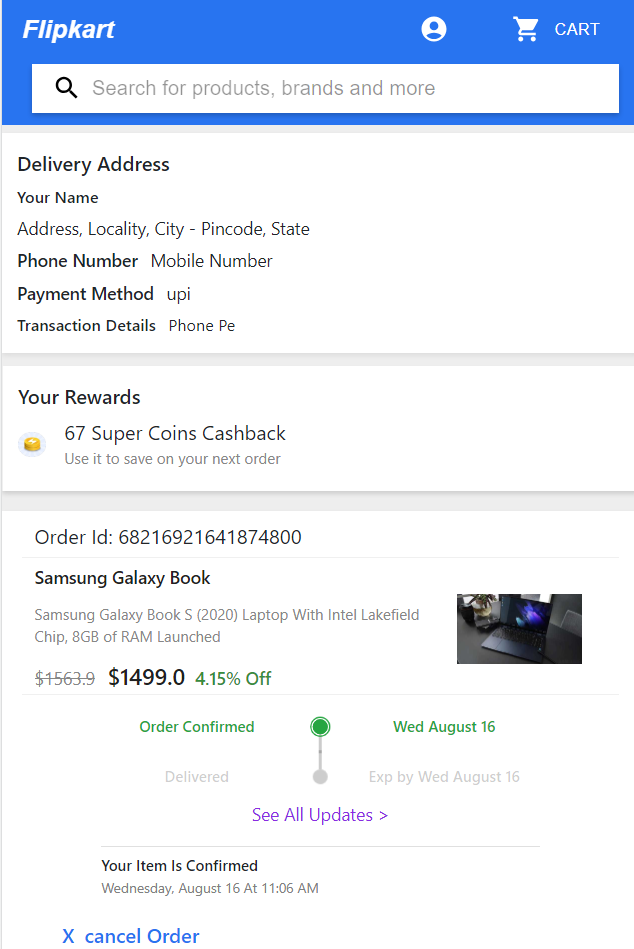 Flipkart
CART
Search for products, brands and more
Delivery Address
Your Name
Address, Locality, City - Pincode, State
Phone Number Mobile Number
Payment Method upi
Transaction Details Phone Pe
Your Rewards
67 Super Coins Cashback
Use it to save on your next order
Order Id: 68216921641874800
Samsung Galaxy Book
Samsung Galaxy Book S (2020) Laptop With Intel Lakefield
Chip, 8GB of RAM Launched
$1563.9 $1499.0 4.15% Off
Order Confirmed Wed August 16
Delivered Exp by Wed August 16
See All Updates >
Your Item Is Confirmed
Wednesday, August 16 At 11:06 AM
X cancel Order